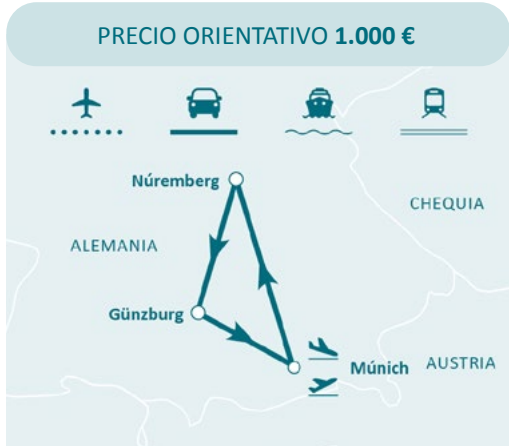 PRECIO ORIENTATIVO 1.000 €
Núremberg
CHEQUIA
ALEMANIA
Günzburg
Múnich
AUSTRIA